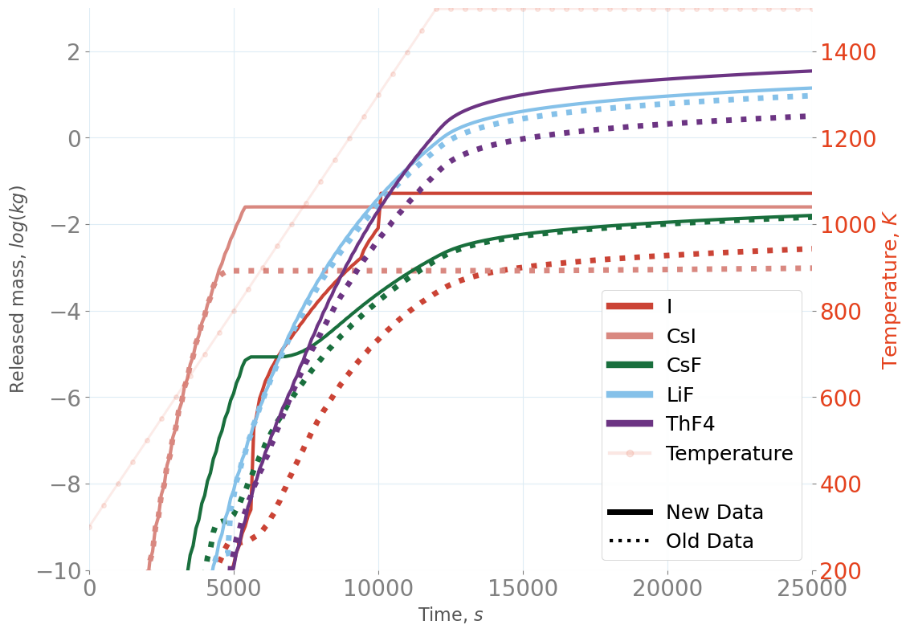 2
0
−2
−4
−6
−8
−10
Released mass, log(kg)
0
5000
10000
15000
20000
25000
Time, s
1400
1200
1000
800
600
400
200
Temperature, K
I
CsI
CsF
LiF
ThF4
Temperature
New Data
Old Data